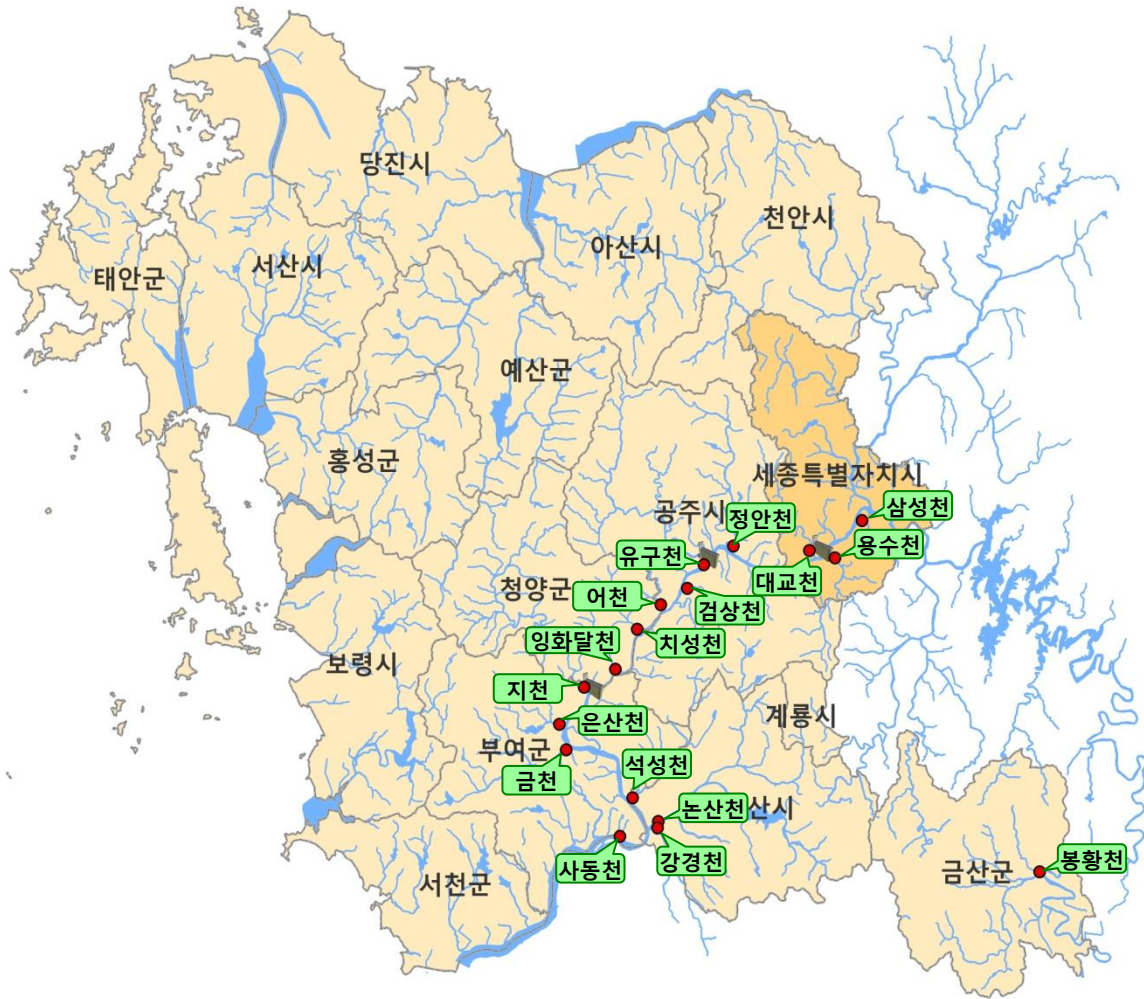 당진시
천안시
아산시
서산시
태안군
예산군
홍성군
세종특별자치시
삼성천
공주시
정안천
용수천
유구천
대교천
청양군
어천
검상천
치성천
잉화달천
보령시
지천
계룡시
은산천
부여군
금천
석성천
논산천
산시
강경천
사동천
서천군
금산군
봉황천